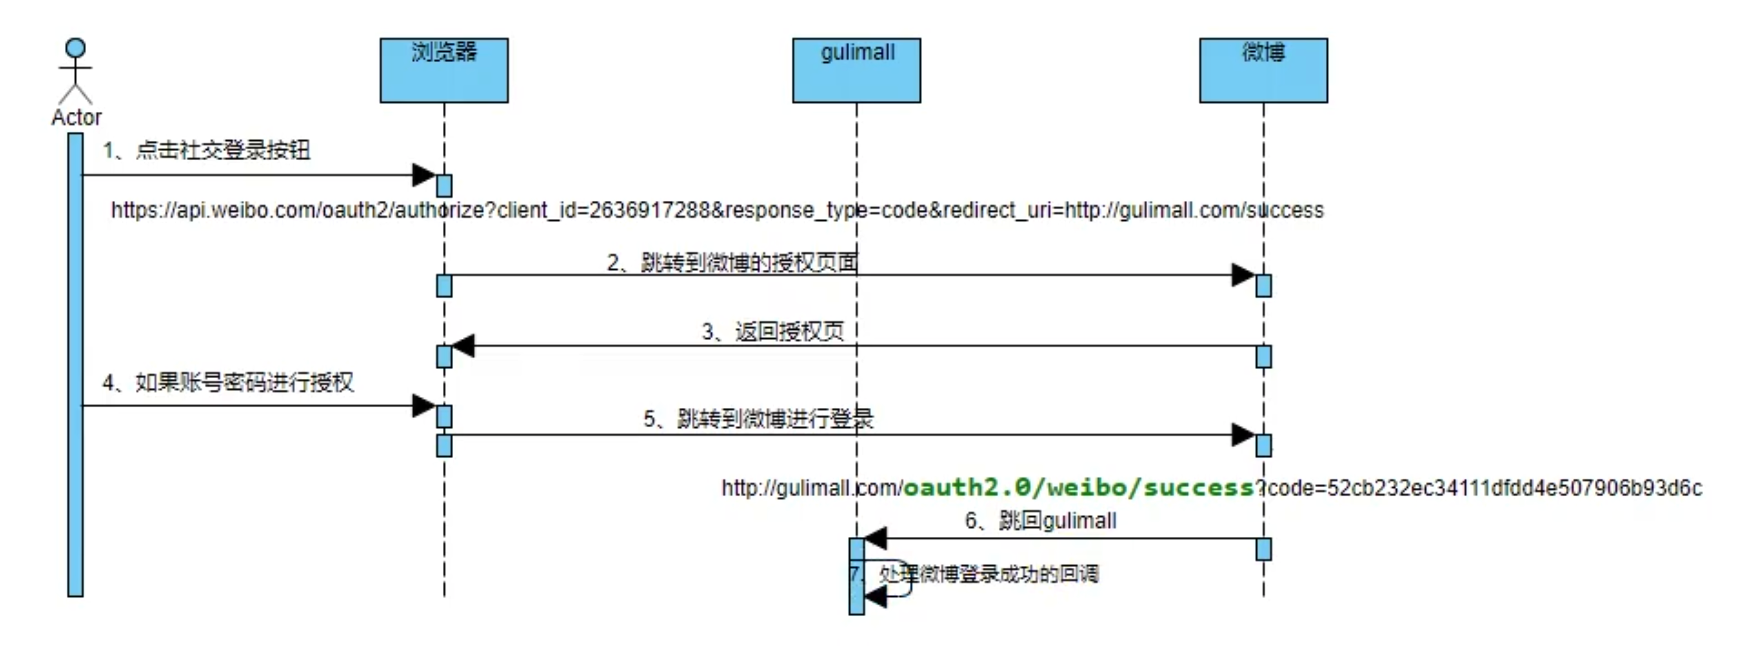 浏览器
gulimall
微博
Actor
1、点击社交登录按钮
https://api.weibo.com/oauth2/authorize?client_id=2636917288&response_type=code&redirect_uri=http://gulimall.com/success
2、跳转到微博的授权页面
3、返回授权页
4、如果账号密码进行授权
5、跳转到微博进行登录
http://gulimall.com/oauth2.0/weibo/success?code=52cb232ec34111dfdd4e507906b93d6c
6、跳回gulimall
7、处理微博登录成功的回调